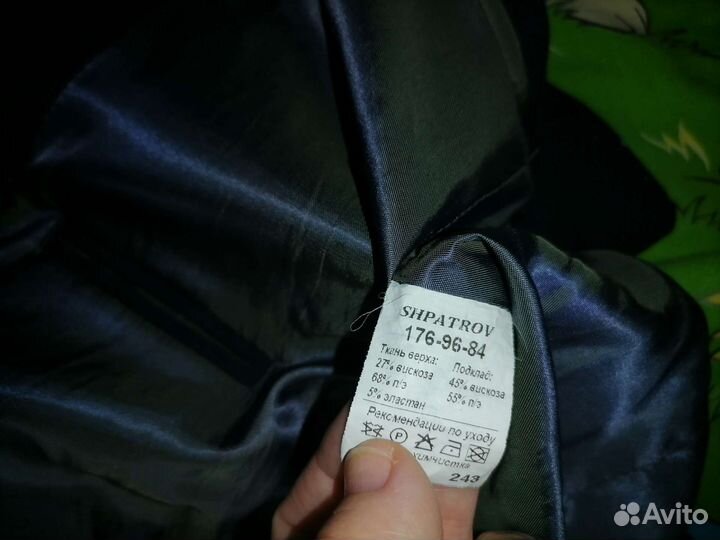 SHPATROV
176-96-84
Ткань верха: Подклад:
27% вискоза 45% вискоза
68% п/э 55% п/э
5% эластан
Рекомендации по уходу
P
химчистка
243
Avito